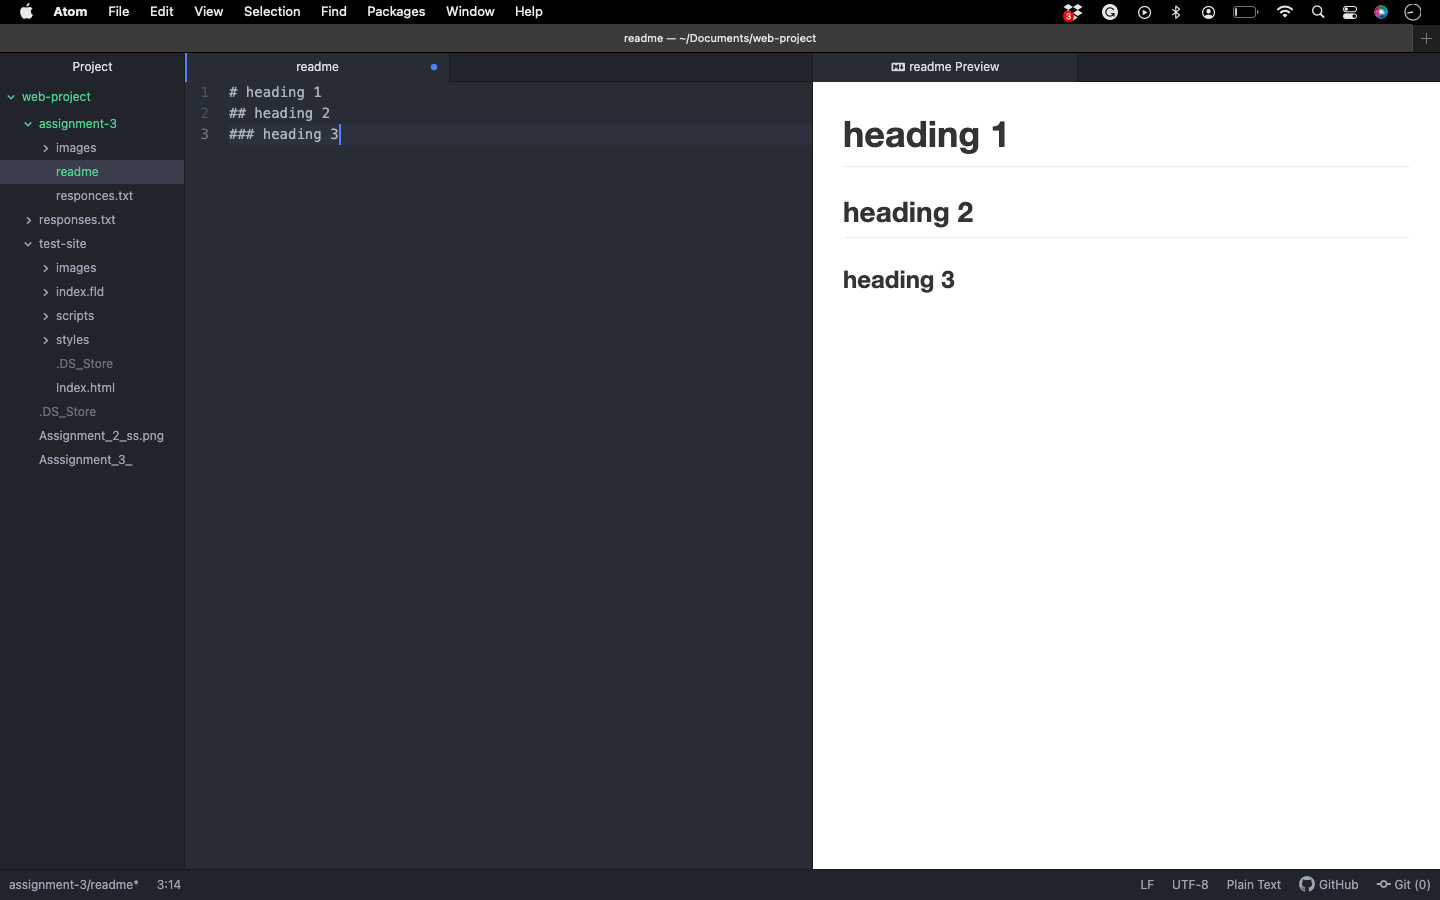 Atom File Edit View Selection Find Packages Window Help 3
readme — ~/Documents/web-project
Project
web-project
assignment-3
images
readme
responces.txt
responses.txt
test-site
images
index.fld
scripts
styles
.DS_Store
Index.html
.DS_Store
Assignment_2_ss.png
Asssignment_3_
readme
1 # heading 1
2 ## heading 2
3 ### heading 3
readme Preview
heading 1
heading 2
heading 3
assignment-3/readme* 3:14 LF UTF-8 Plain Text GitHub Git (0)